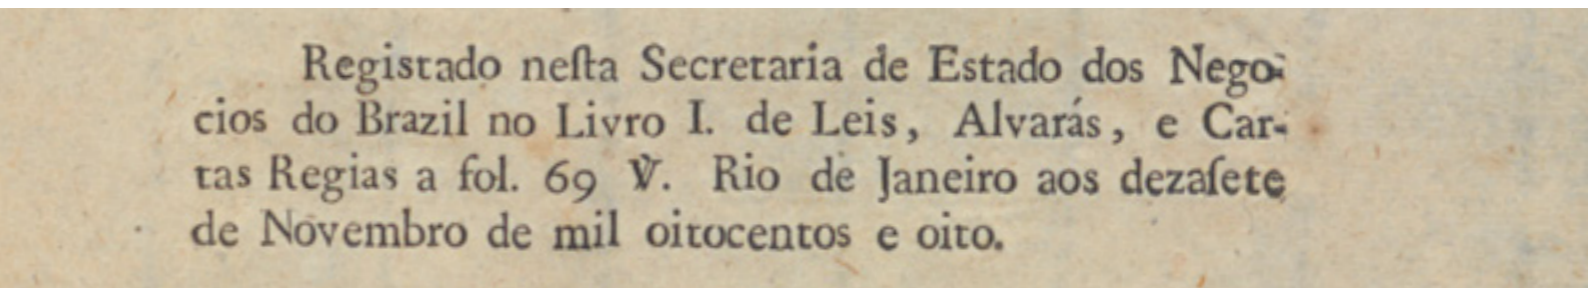 Registado neſta Secretaria de Estado dos Nego-
cios do Brazil no Livro I. de Leis, Alvarás, e Car-
tas Regias a fol. 69 ℣. Rio de Janeiro aos dezaſete
de Novembro de mil oitocentos e oito.